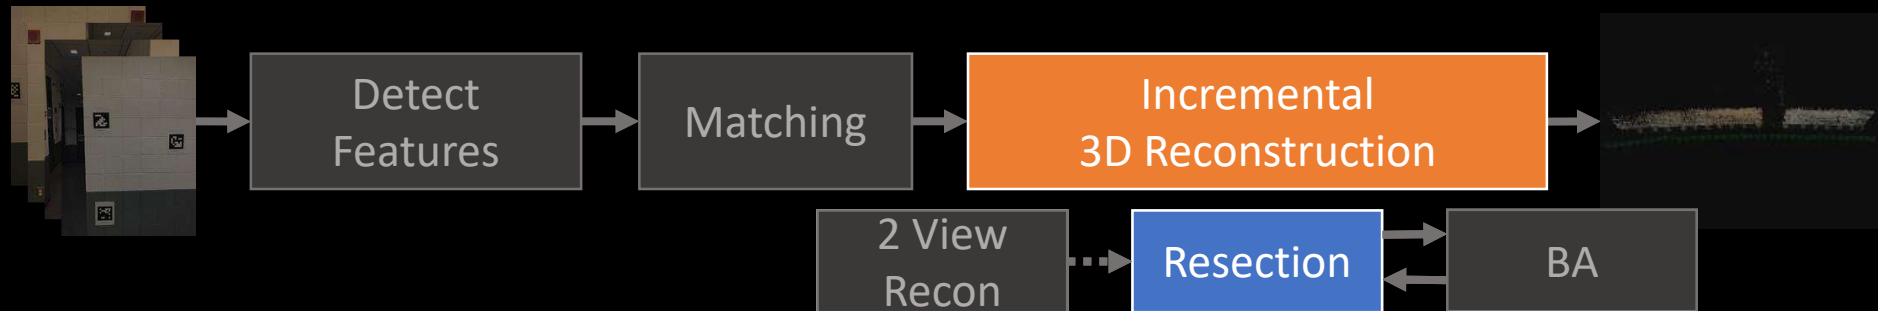 Detect
Features
Matching
Incremental
3D Reconstruction
2 View
Recon
Resection
BA